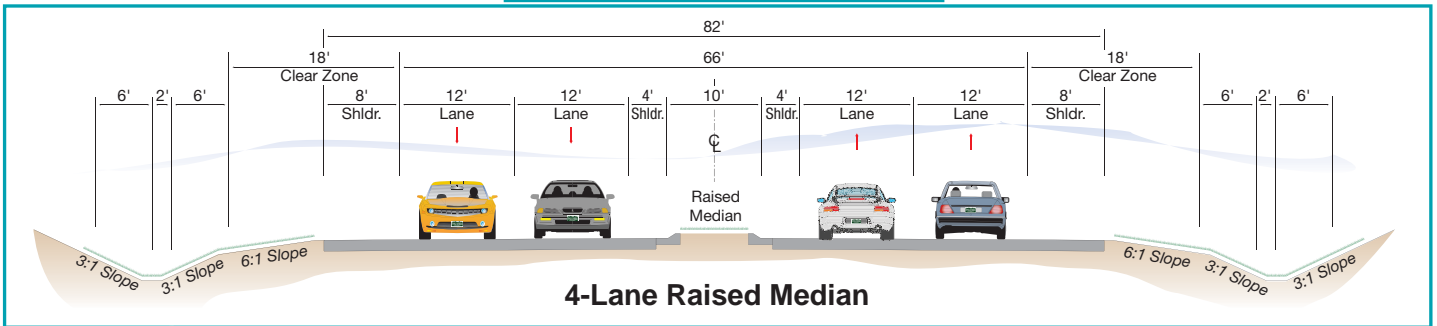 82'
18'
66'
18'
Clear Zone
Clear Zone
6'
2'
6'
8'
12'
12'
4'
10'
4'
12'
12'
8'
6'
2'
6'
Shldr.
Lane
Lane
Shldr.
Shldr.
Lane
Lane
Shldr.
℄
Raised
Median
3:1 Slope
3:1 Slope
6:1 Slope
6:1 Slope
3:1 Slope
3:1 Slope
4-Lane Raised Median